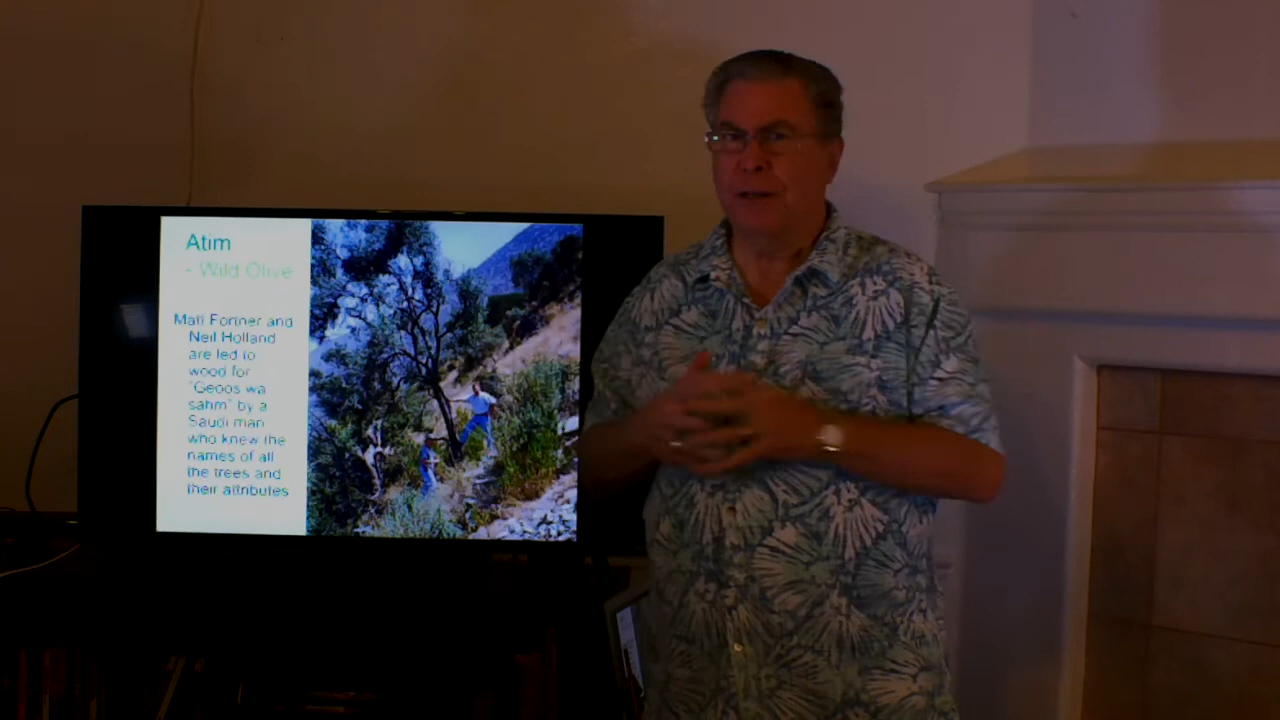 Atim
- Wild Olive
Matt Fortner and
Neil Holland
are led to
wood for
"Geoos wa
sahm" by a
Saudi man
who knew the
names of all
the trees and
their attributes